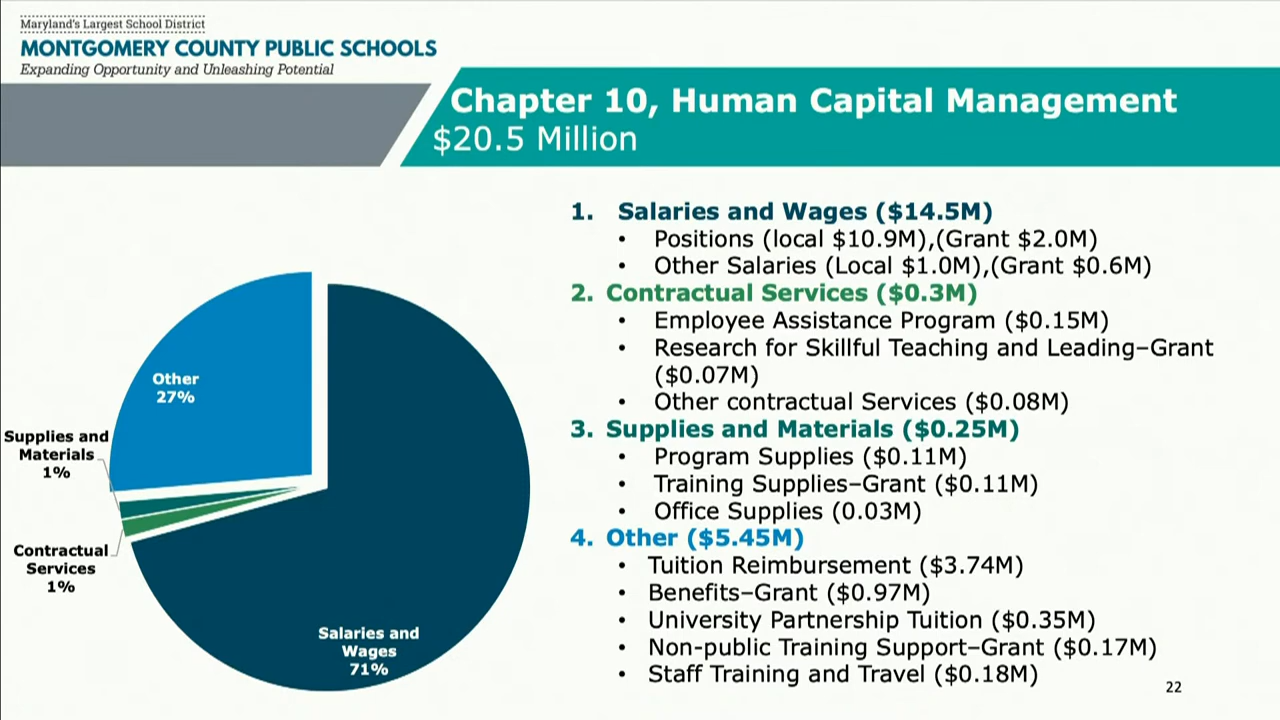 Maryland's Largest School District
MONTGOMERY COUNTY PUBLIC SCHOOLS
Expanding Opportunity and Unleashing Potential
Chapter 10, Human Capital Management
$20.5 Million
Other
27%
Supplies and
Materials
1%
Contractual
Services
1%
Salaries and
Wages
71%
1. Salaries and Wages ($14.5M)
• Positions (local $10.9M),(Grant $2.0M)
• Other Salaries (Local $1.0M),(Grant $0.6M)
2. Contractual Services ($0.3M)
• Employee Assistance Program ($0.15M)
• Research for Skillful Teaching and Leading–Grant
($0.07M)
• Other contractual Services ($0.08M)
3. Supplies and Materials ($0.25M)
• Program Supplies ($0.11M)
• Training Supplies–Grant ($0.11M)
• Office Supplies (0.03M)
4. Other ($5.45M)
• Tuition Reimbursement ($3.74M)
• Benefits–Grant ($0.97M)
• University Partnership Tuition ($0.35M)
• Non-public Training Support–Grant ($0.17M)
• Staff Training and Travel ($0.18M)
22